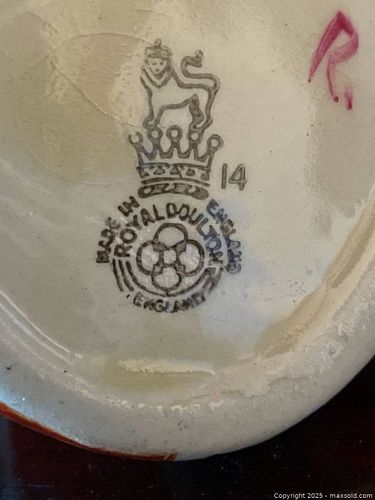 14
MADE IN ENGLAND
ROYAL DOULTON
ENGLAND
R
Copyright 2025 - maxsold.com